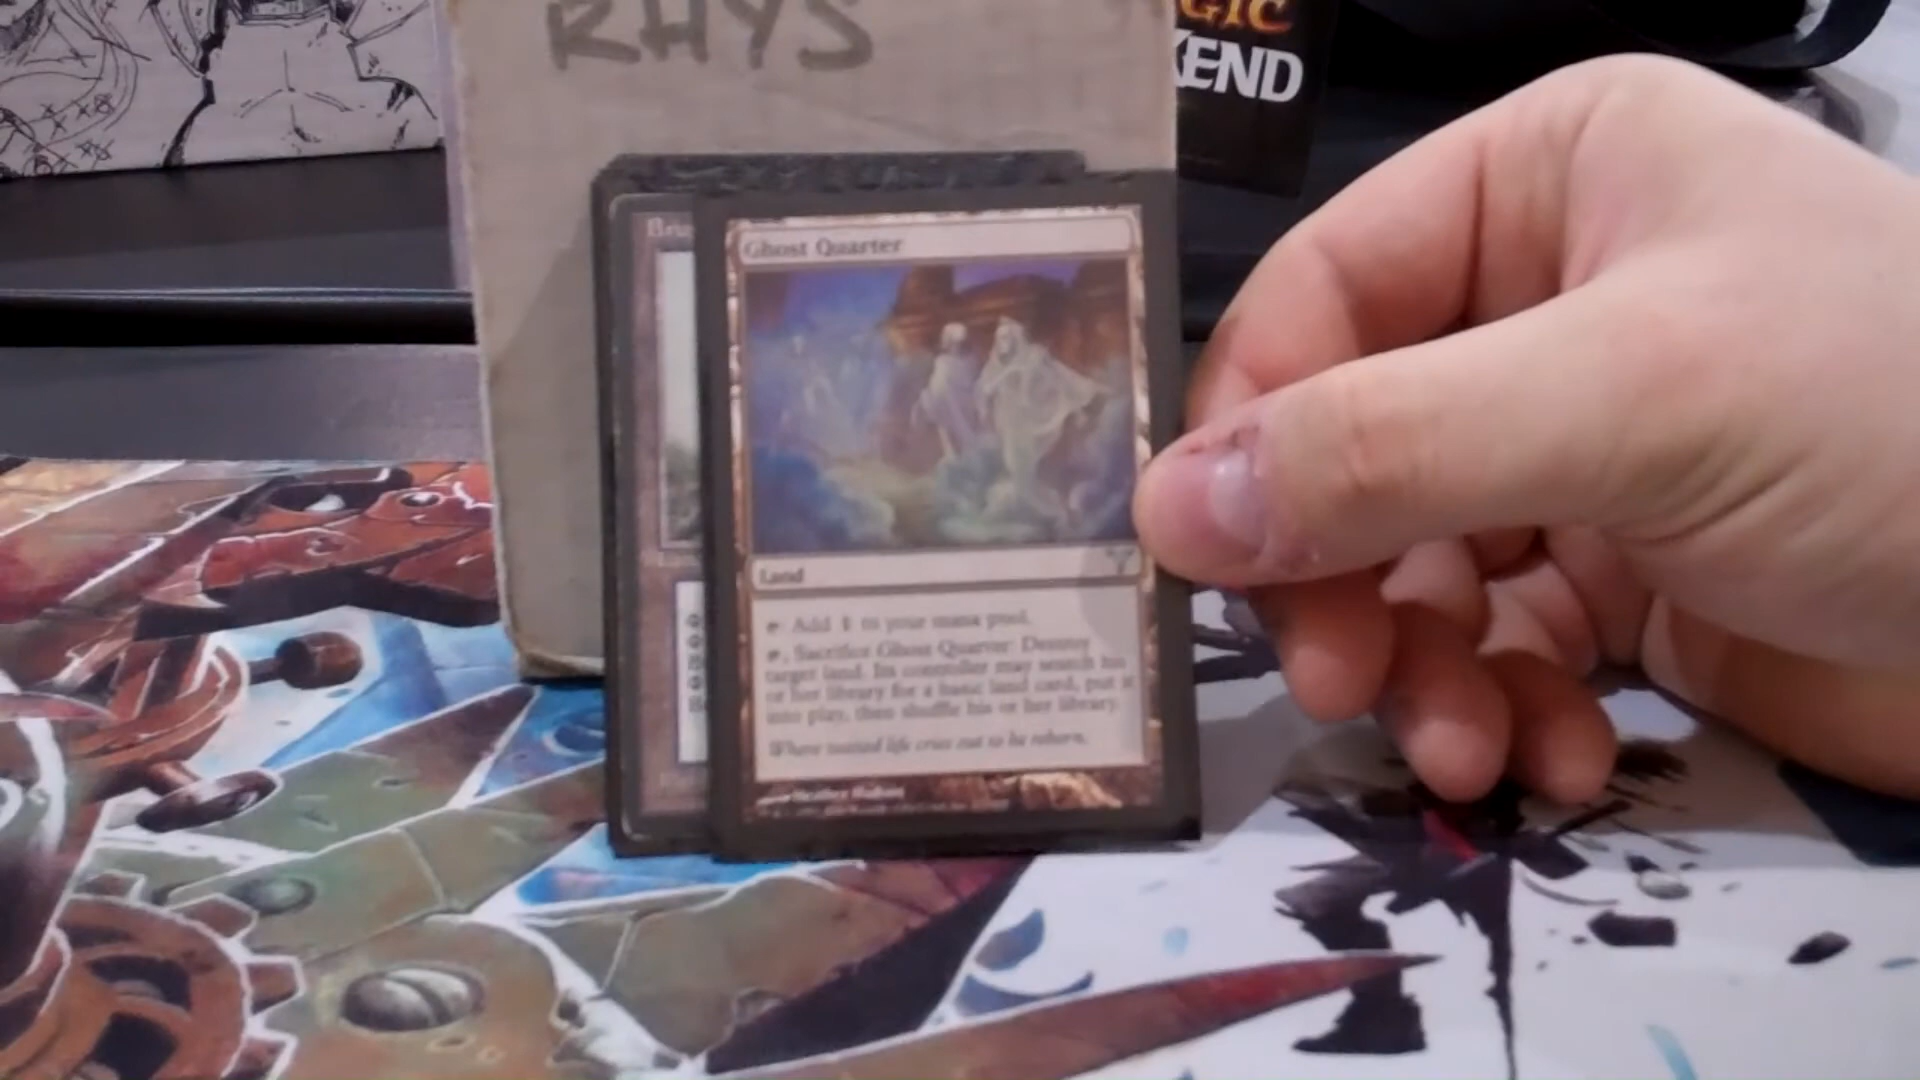 RHYS
GIC
KEND
Ghost Quarter
Land
Add 1 to your mana pool.
, Sacrifice Ghost Quarter: Destroy
target land. Its controller may search his
or her library for a basic land card, put it
into play, then shuffle his or her library.
Where wasted life cries out to be reborn.